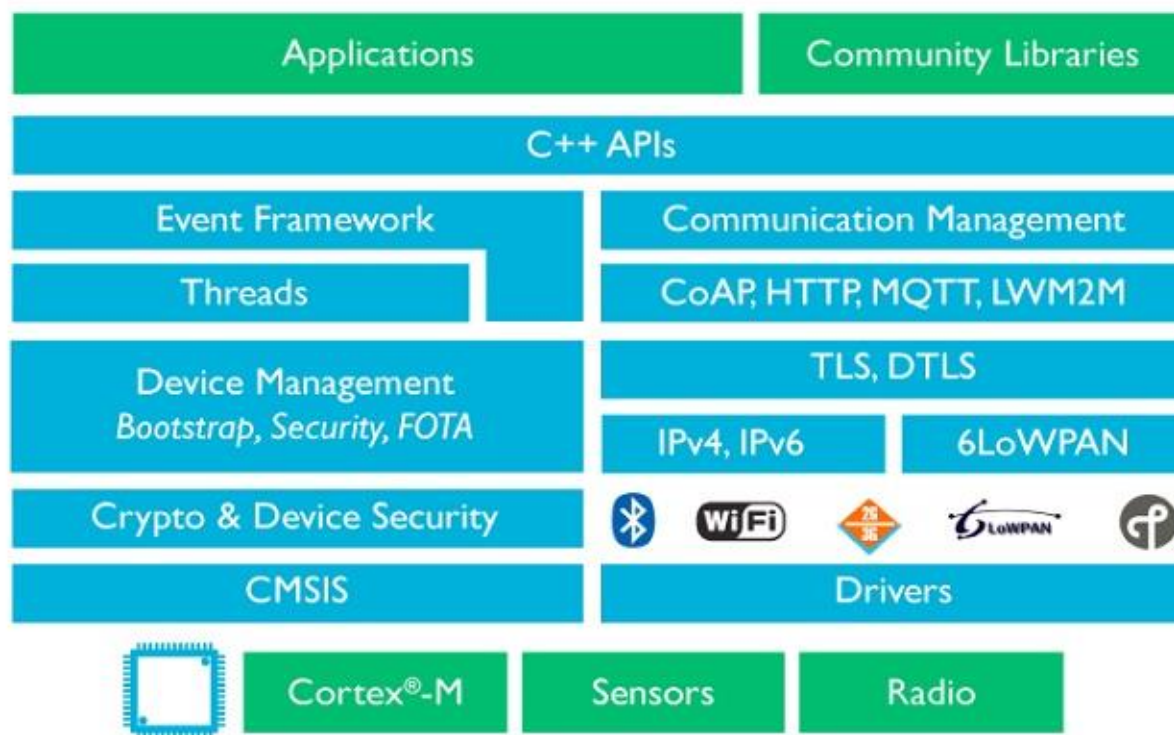 Applications
Community Libraries
C++ APIs
Event Framework
Communication Management
Threads
CoAP, HTTP, MQTT, LWM2M
Device Management
Bootstrap, Security, FOTA
TLS, DTLS
IPv4, IPv6
6LoWPAN
Crypto & Device Security
WiFi
2G
3G
6LoWPAN
CMSIS
Drivers
Cortex®-M
Sensors
Radio